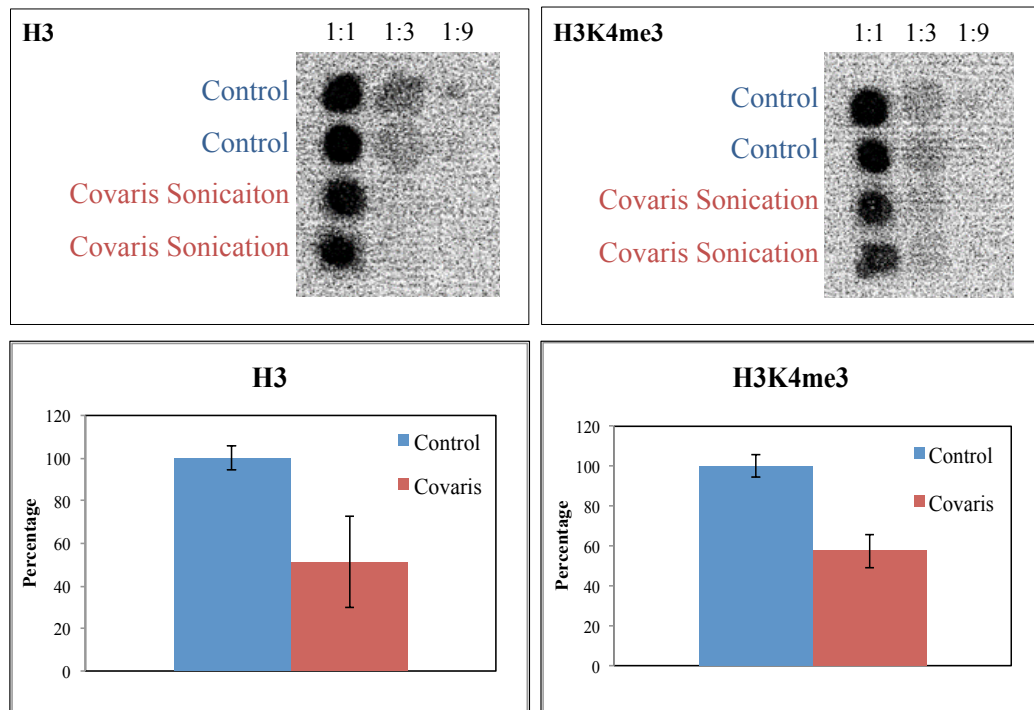 H3 1:1 1:3 1:9
Control
Control
Covaris Sonicaiton
Covaris Sonication
H3K4me3 1:1 1:3 1:9
Control
Control
Covaris Sonication
Covaris Sonication
H3
Percentage
120
100
80
60
40
20
0
Control
Covaris
H3K4me3
Percentage
120
100
80
60
40
20
0
Control
Covaris